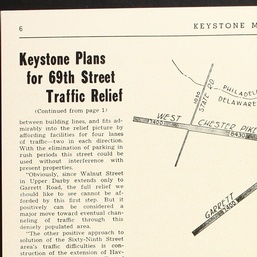 6
KEYSTONE M
Keystone Plans
for 69th Street
Traffic Relief
(Continued from page 1)
between building lines, and fits ad-
mirably into the relief picture by
affording facilities for four lanes
of traffic—two in each direction.
With the elimination of parking in
rush periods this street could be
used without interference with
present properties.
"Obviously, since Walnut Street
in Upper Darby extends only to
Garrett Road, the full relief we
should like to see cannot be af-
forded by this first step. But it
positively can be considered a
major move toward eventual chan-
neling of traffic through this
densely populated area.
"The other positive approach to
solution of the Sixty-Ninth Street
area's traffic difficulties is con-
struction of the extension of Hav-
STATE RD
PHILADEL
DELAWARE
WEST CHESTER PIKE
7400
GARRETT